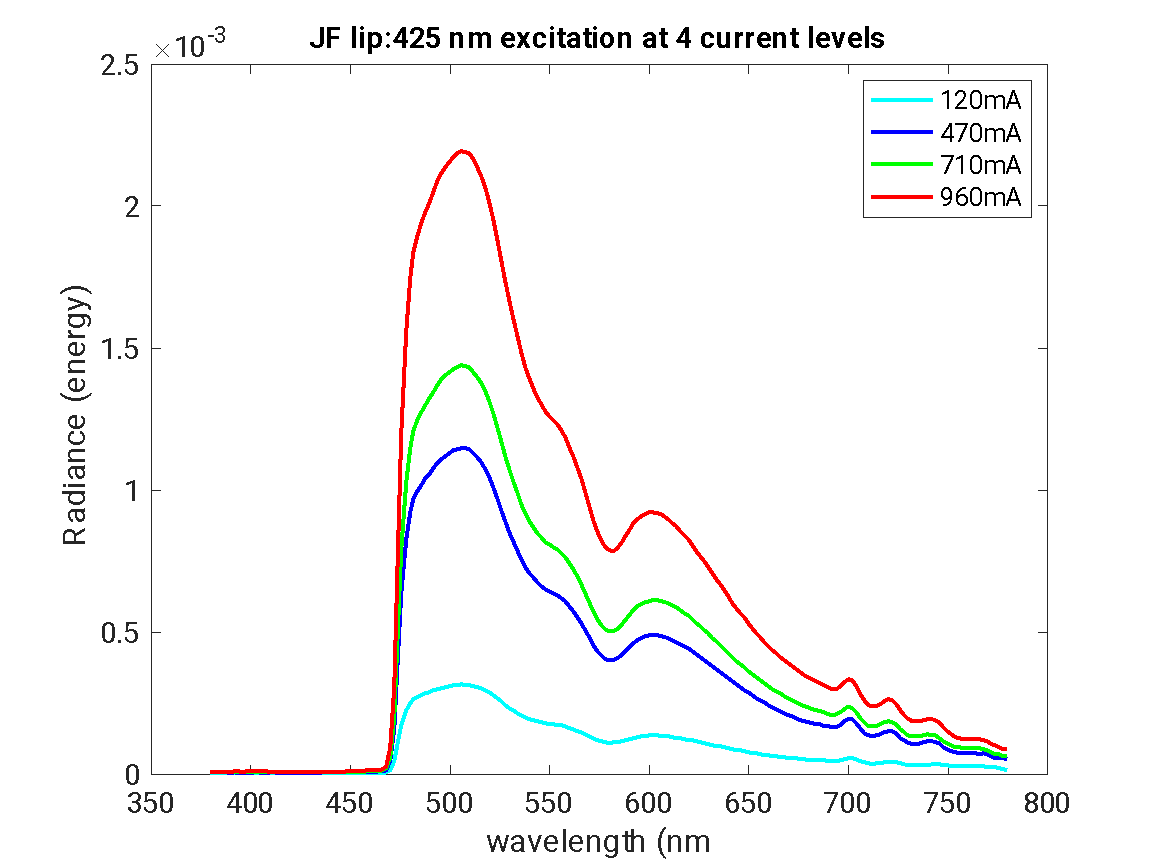 JF lip:425 nm excitation at 4 current levels
×10-3
2.5
2
1.5
1
0.5
0
350 400 450 500 550 600 650 700 750 800
Radiance (energy)
wavelength (nm
120mA
470mA
710mA
960mA